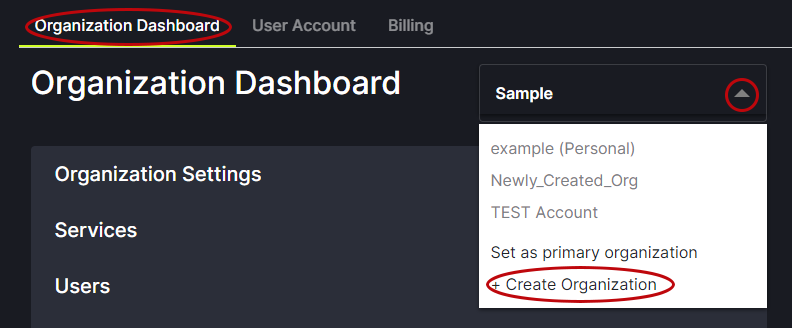 Organization Dashboard User Account Billing
Organization Dashboard
Sample
example (Personal)
Newly_Created_Org
TEST Account
Set as primary organization
+ Create Organization
Organization Settings
Services
Users